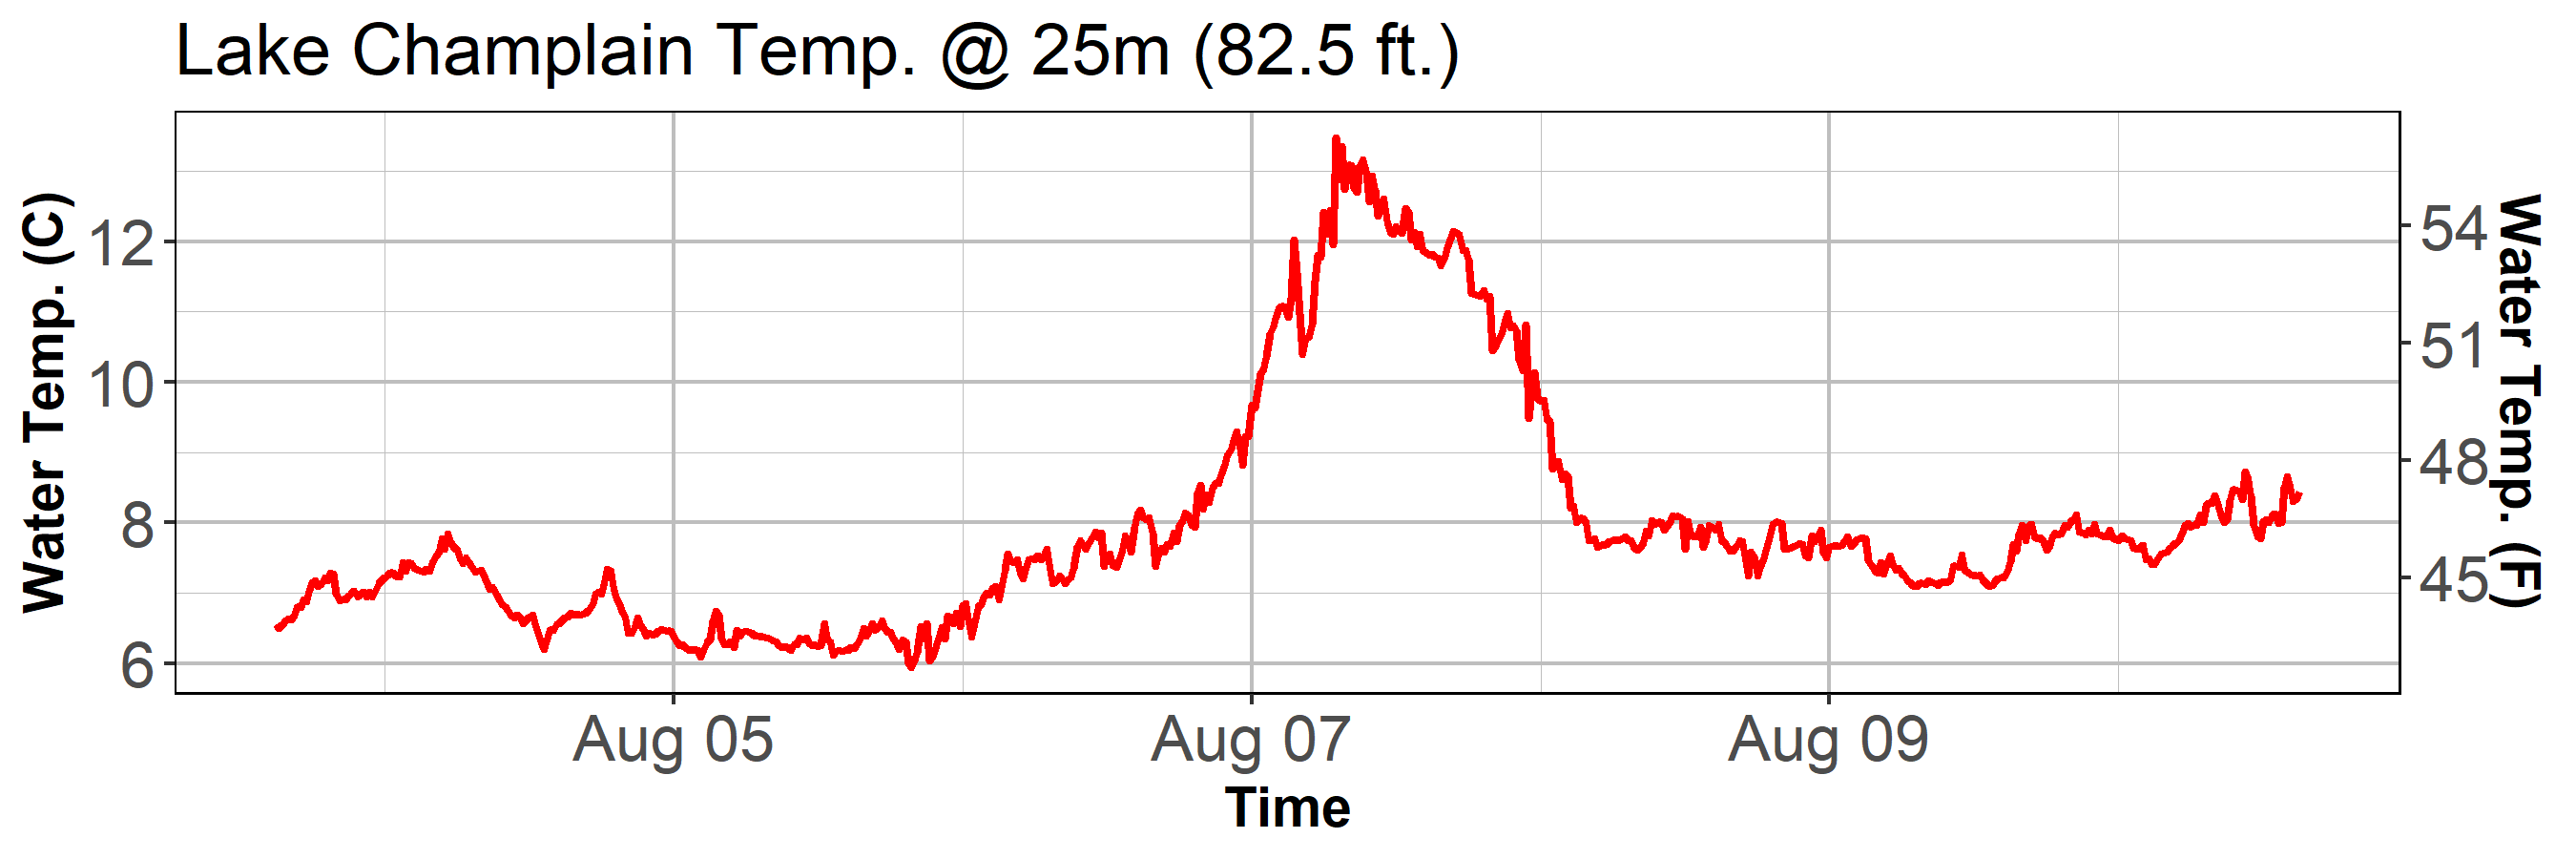 Lake Champlain Temp. @ 25m (82.5 ft.)
Water Temp. (C)
12
10
8
6
54
51
48
45
Water Temp. (F)
Aug 05
Aug 07
Aug 09
Time